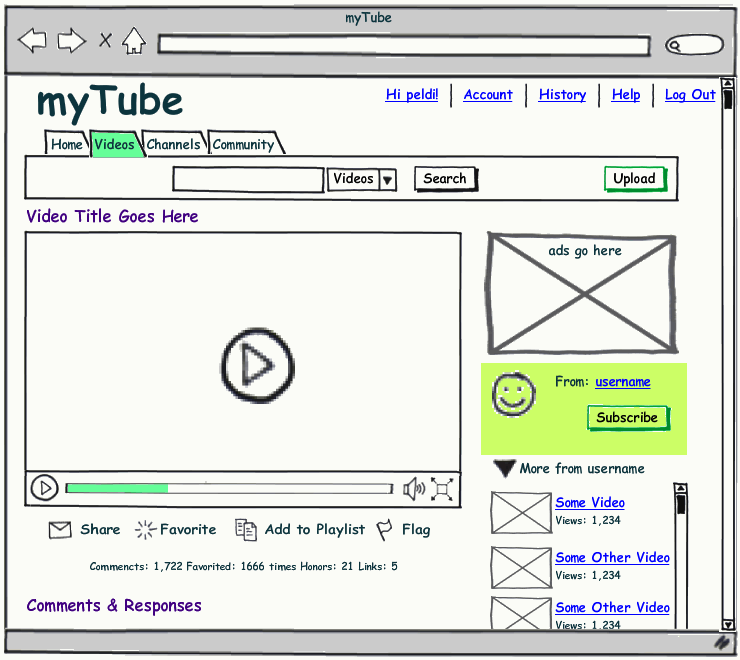 myTube
myTube
Hi peldi! Account History Help Log Out
Home Videos Channels Community
Videos Search Upload
Video Title Goes Here
ads go here
From: username
Subscribe
More from username
Some Video
Views: 1,234
Some Other Video
Views: 1,234
Some Other Video
Views: 1,234
Share Favorite Add to Playlist Flag
Commencts: 1,722 Favorited: 1666 times Honors: 21 Links: 5
Comments & Responses